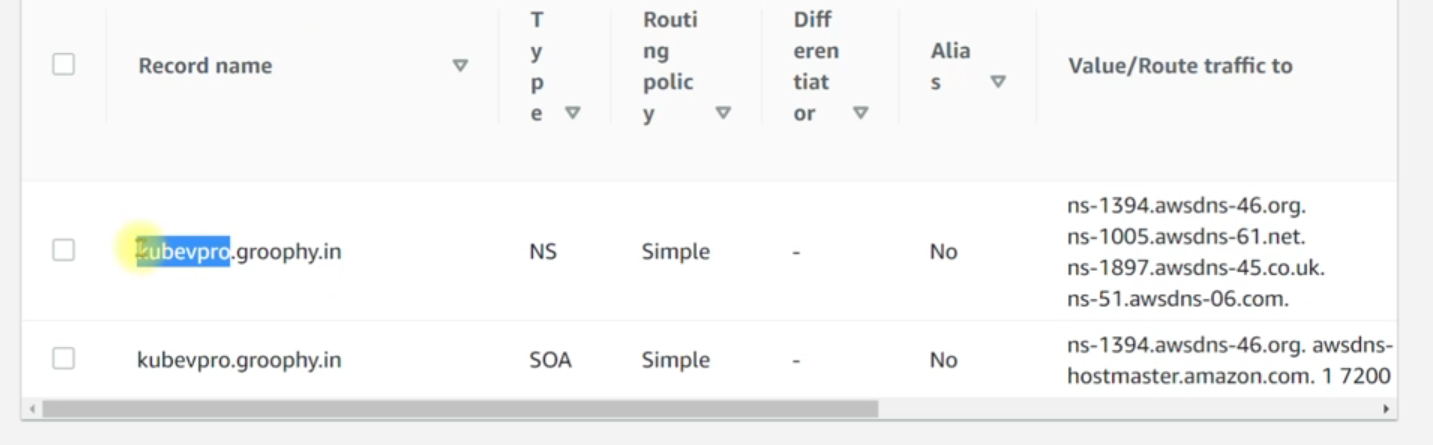 Record name
Type
Routing policy
Differentiator
Alias
Value/Route traffic to
kubevpro.groophy.in NS Simple - No ns-1394.awsdns-46.org.
ns-1005.awsdns-61.net.
ns-1897.awsdns-45.co.uk.
ns-51.awsdns-06.com.
kubevpro.groophy.in SOA Simple - No ns-1394.awsdns-46.org. awsdns-
hostmaster.amazon.com. 1 7200